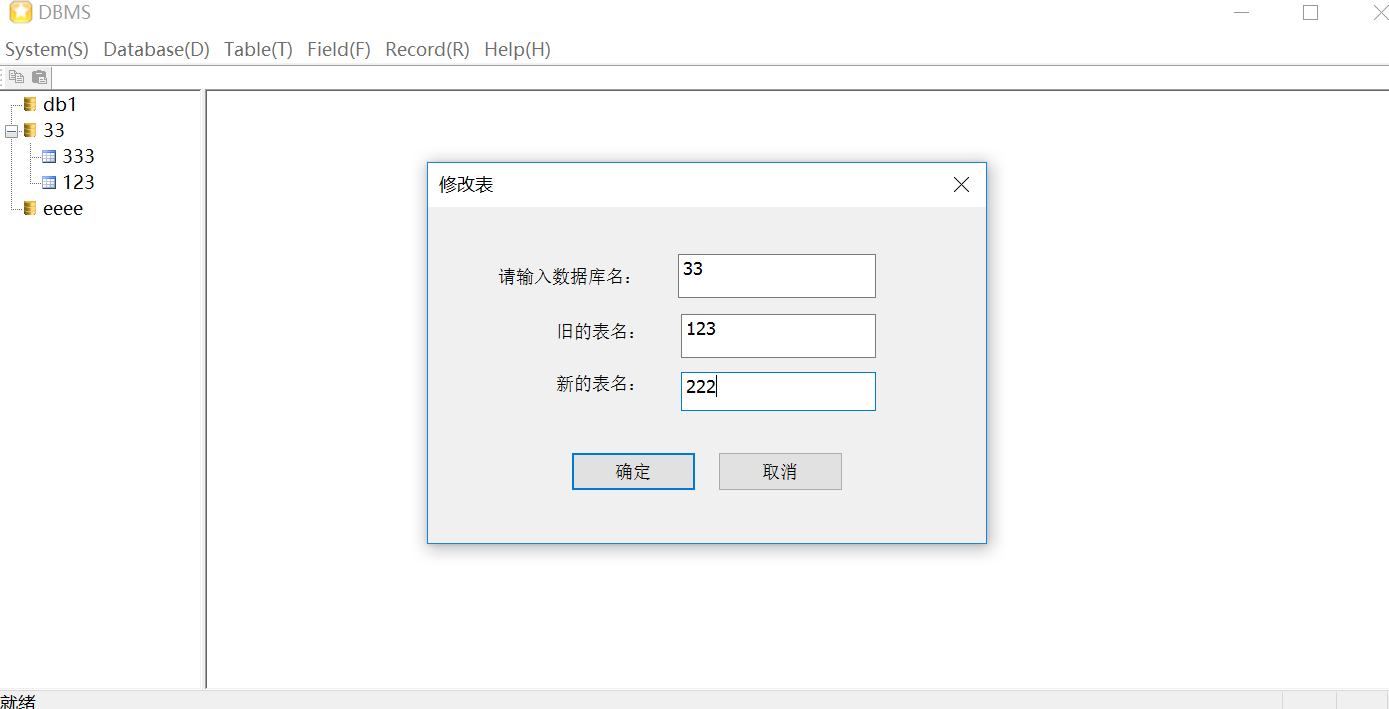 DBMS
System(S) Database(D) Table(T) Field(F) Record(R) Help(H)
db1
33
333
123
eeee
修改表
请输入数据库名： 33
旧的表名： 123
新的表名： 222
确定 取消
就绪